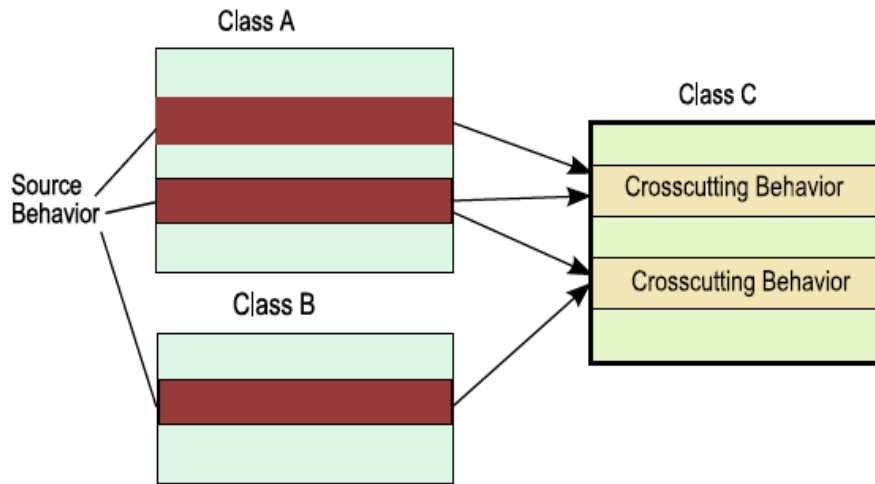 Class A
Class C
Source
Behavior
Crosscutting Behavior
Crosscutting Behavior
Class B